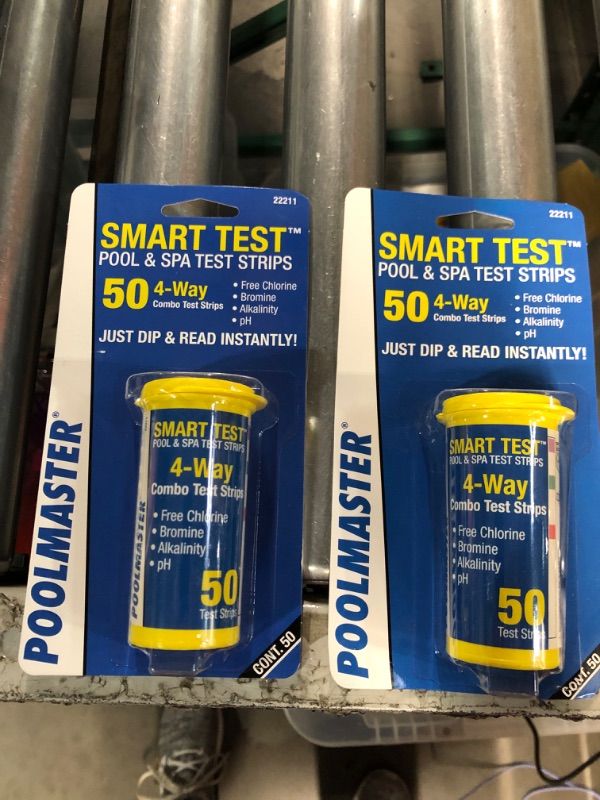 22211
SMART TEST™
POOL & SPA TEST STRIPS
50 4-Way
Combo Test Strips
• Free Chlorine
• Bromine
• Alkalinity
• pH
JUST DIP & READ INSTANTLY!
POOLMASTER®
SMART TEST
POOL & SPA TEST STRIPS
4-Way
Combo Test Strips
• Free Chlorine
• Bromine
• Alkalinity
• pH
POOLMASTER
50
Test Strips
CONT. 50
22211
SMART TEST™
POOL & SPA TEST STRIPS
50 4-Way
Combo Test Strips
• Free Chlorine
• Bromine
• Alkalinity
• pH
JUST DIP & READ INSTANTLY!
POOLMASTER®
SMART TEST™
POOL & SPA TEST STRIPS
4-Way
Combo Test Strips
• Free Chlorine
• Bromine
• Alkalinity
• pH
50
Test Strips
CONT. 50